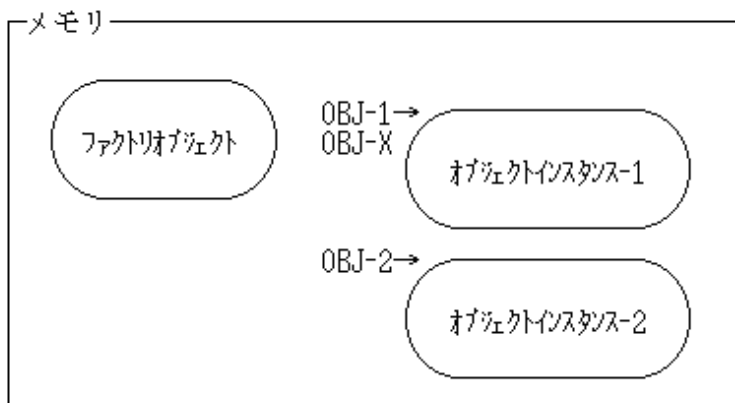 メモリ
ファクトリオブジェクト
OBJ-1→
OBJ-X
オブジェクトインスタンス-1
OBJ-2→
オブジェクトインスタンス-2